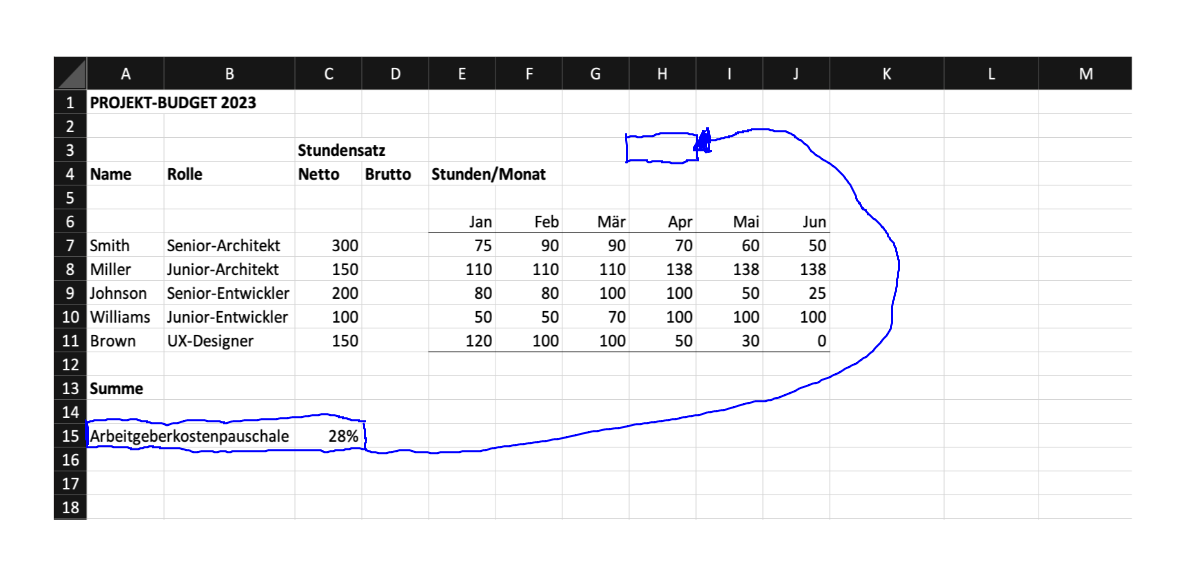 A B C D E F G H I J K L M
1 PROJEKT-BUDGET 2023
2
3 Stundensatz
4 Name Rolle Netto Brutto Stunden/Monat
5
6 Jan Feb Mär Apr Mai Jun
7 Smith Senior-Architekt 300 75 90 90 70 60 50
8 Miller Junior-Architekt 150 110 110 110 138 138 138
9 Johnson Senior-Entwickler 200 80 80 100 100 50 25
10 Williams Junior-Entwickler 100 50 50 70 100 100 100
11 Brown UX-Designer 150 120 100 100 50 30 0
12
13 Summe
14
15 Arbeitgeberkostenpauschale 28%
16
17
18